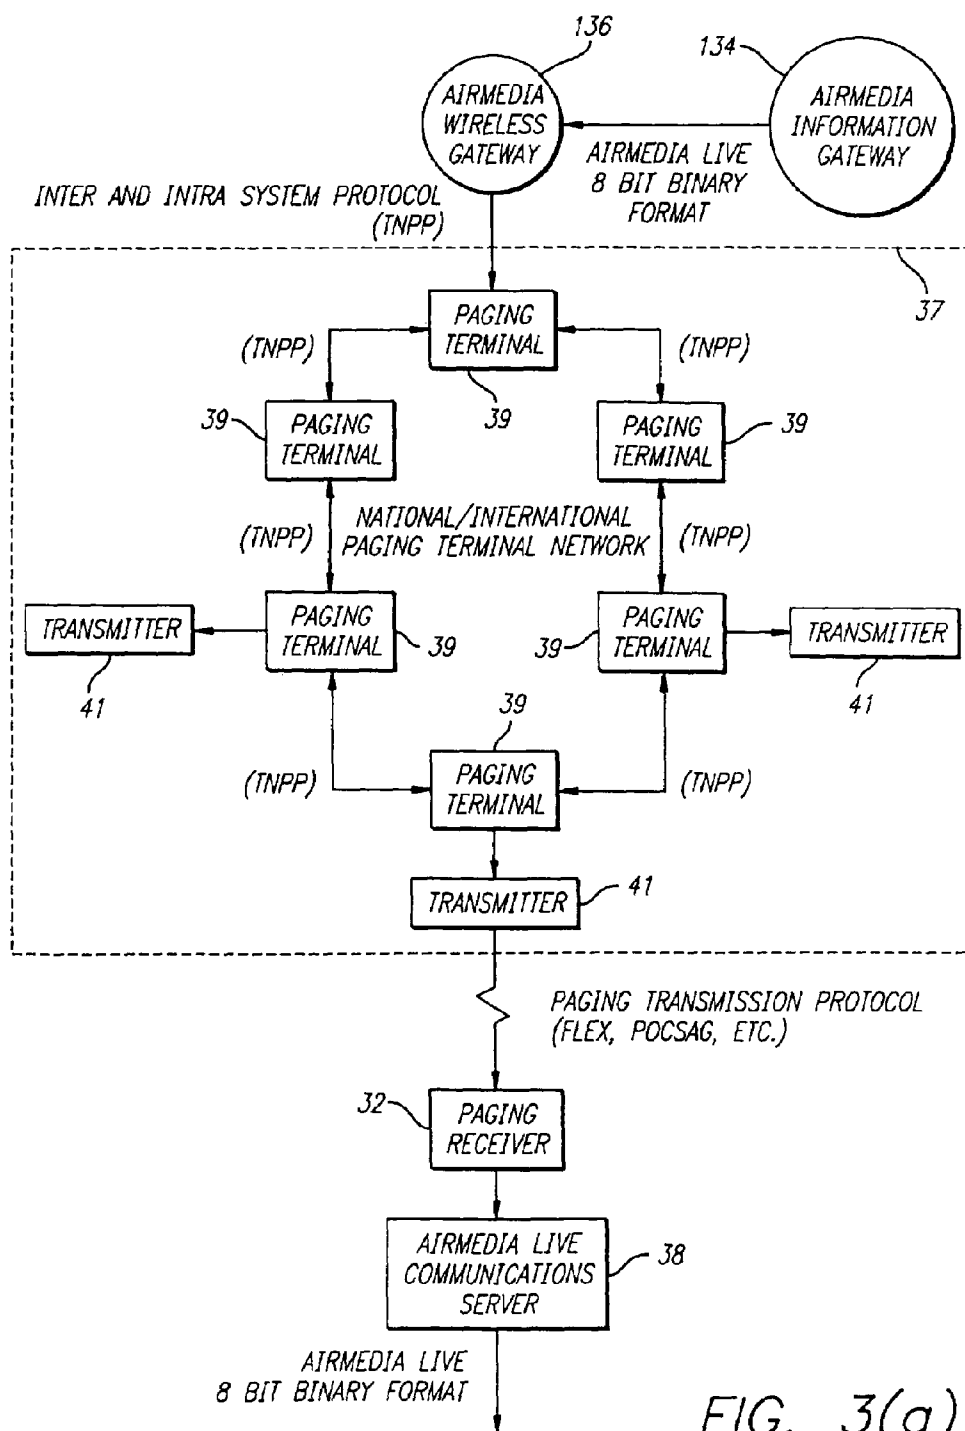 136
134
AIRMEDIA
WIRELESS
GATEWAY
AIRMEDIA
INFORMATION
GATEWAY
AIRMEDIA LIVE
8 BIT BINARY
FORMAT
INTER AND INTRA SYSTEM PROTOCOL
(TNPP)
37
PAGING
TERMINAL
(TNPP)
(TNPP)
39
39
PAGING
TERMINAL
PAGING
TERMINAL
39
NATIONAL/INTERNATIONAL
PAGING TERMINAL NETWORK
(TNPP)
(TNPP)
TRANSMITTER
41
PAGING
TERMINAL
39
39
PAGING
TERMINAL
TRANSMITTER
41
39
(TNPP)
PAGING
TERMINAL
(TNPP)
TRANSMITTER
41
PAGING TRANSMISSION PROTOCOL
(FLEX, POCSAG, ETC.)
32
PAGING
RECEIVER
AIRMEDIA LIVE
COMMUNICATIONS
SERVER
38
AIRMEDIA LIVE
8 BIT BINARY FORMAT
FIG. 3(a)